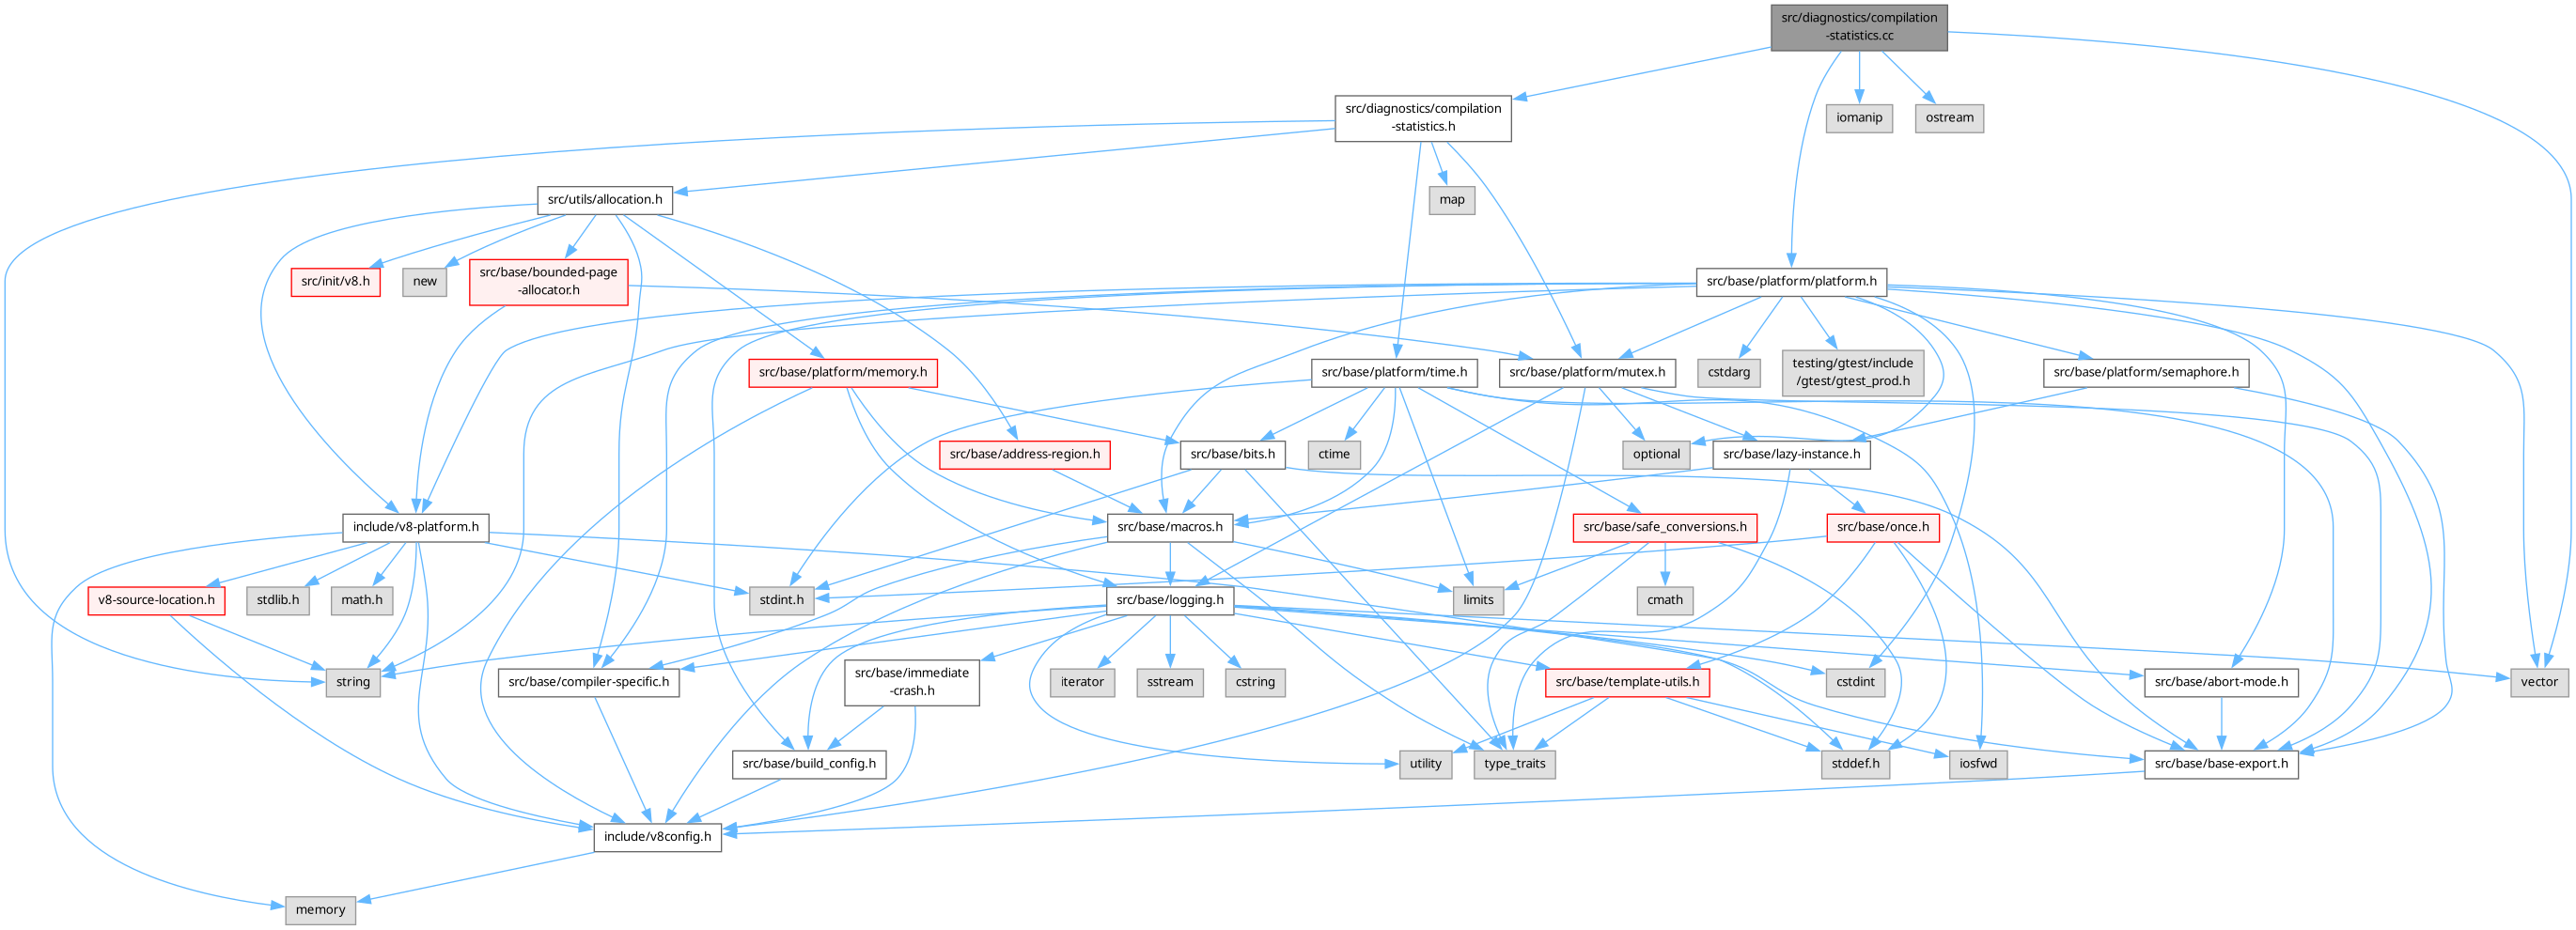 src/diagnostics/compilation
-statistics.cc
src/diagnostics/compilation
-statistics.h
iomanip
ostream
src/utils/allocation.h
map
src/init/v8.h
new
src/base/bounded-page
-allocator.h
src/base/platform/platform.h
src/base/platform/memory.h
src/base/platform/time.h
src/base/platform/mutex.h
cstdarg
testing/gtest/include
/gtest/gtest_prod.h
src/base/platform/semaphore.h
src/base/address-region.h
src/base/bits.h
ctime
optional
src/base/lazy-instance.h
include/v8-platform.h
src/base/macros.h
src/base/safe_conversions.h
src/base/once.h
v8-source-location.h
stdlib.h
math.h
stdint.h
src/base/logging.h
limits
cmath
string
src/base/compiler-specific.h
src/base/immediate
-crash.h
iterator
sstream
cstring
src/base/template-utils.h
cstdint
src/base/abort-mode.h
vector
src/base/build_config.h
utility
type_traits
stddef.h
iosfwd
src/base/base-export.h
include/v8config.h
memory